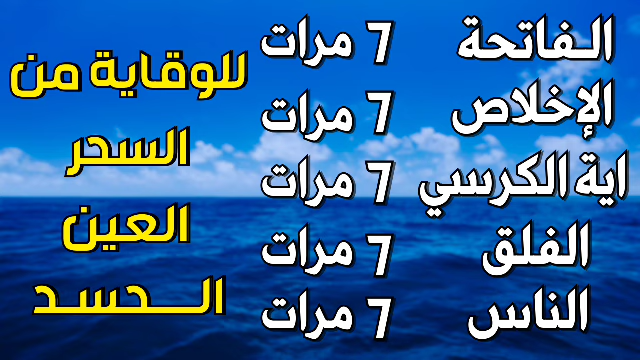 الفاتحة 7 مرات
الإخلاص 7 مرات
اية الكرسي 7 مرات
الفلق 7 مرات
الناس 7 مرات
للوقاية من
السحر
العين
الـــحسـد